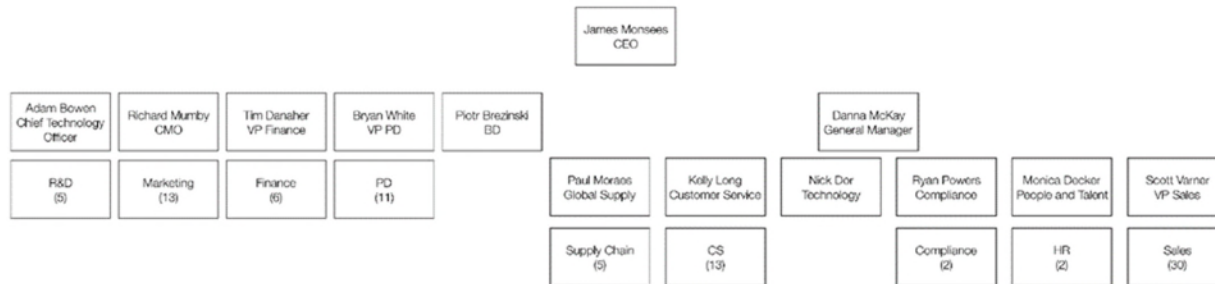 James Monsees
CEO
Adam Bowen
Chief Technology
Officer
Richard Mumby
CMO
Tim Danaher
VP Finance
Bryan White
VP PD
Piotr Brezinski
BD
Danna McKay
General Manager
R&D
(5)
Marketing
(13)
Finance
(6)
PD
(11)
Paul Moraes
Global Supply
Kelly Long
Customer Service
Nick Dor
Technology
Ryan Powers
Compliance
Monica Decker
People and Talent
Scott Varner
VP Sales
Supply Chain
(5)
CS
(13)
Compliance
(2)
HR
(2)
Sales
(30)